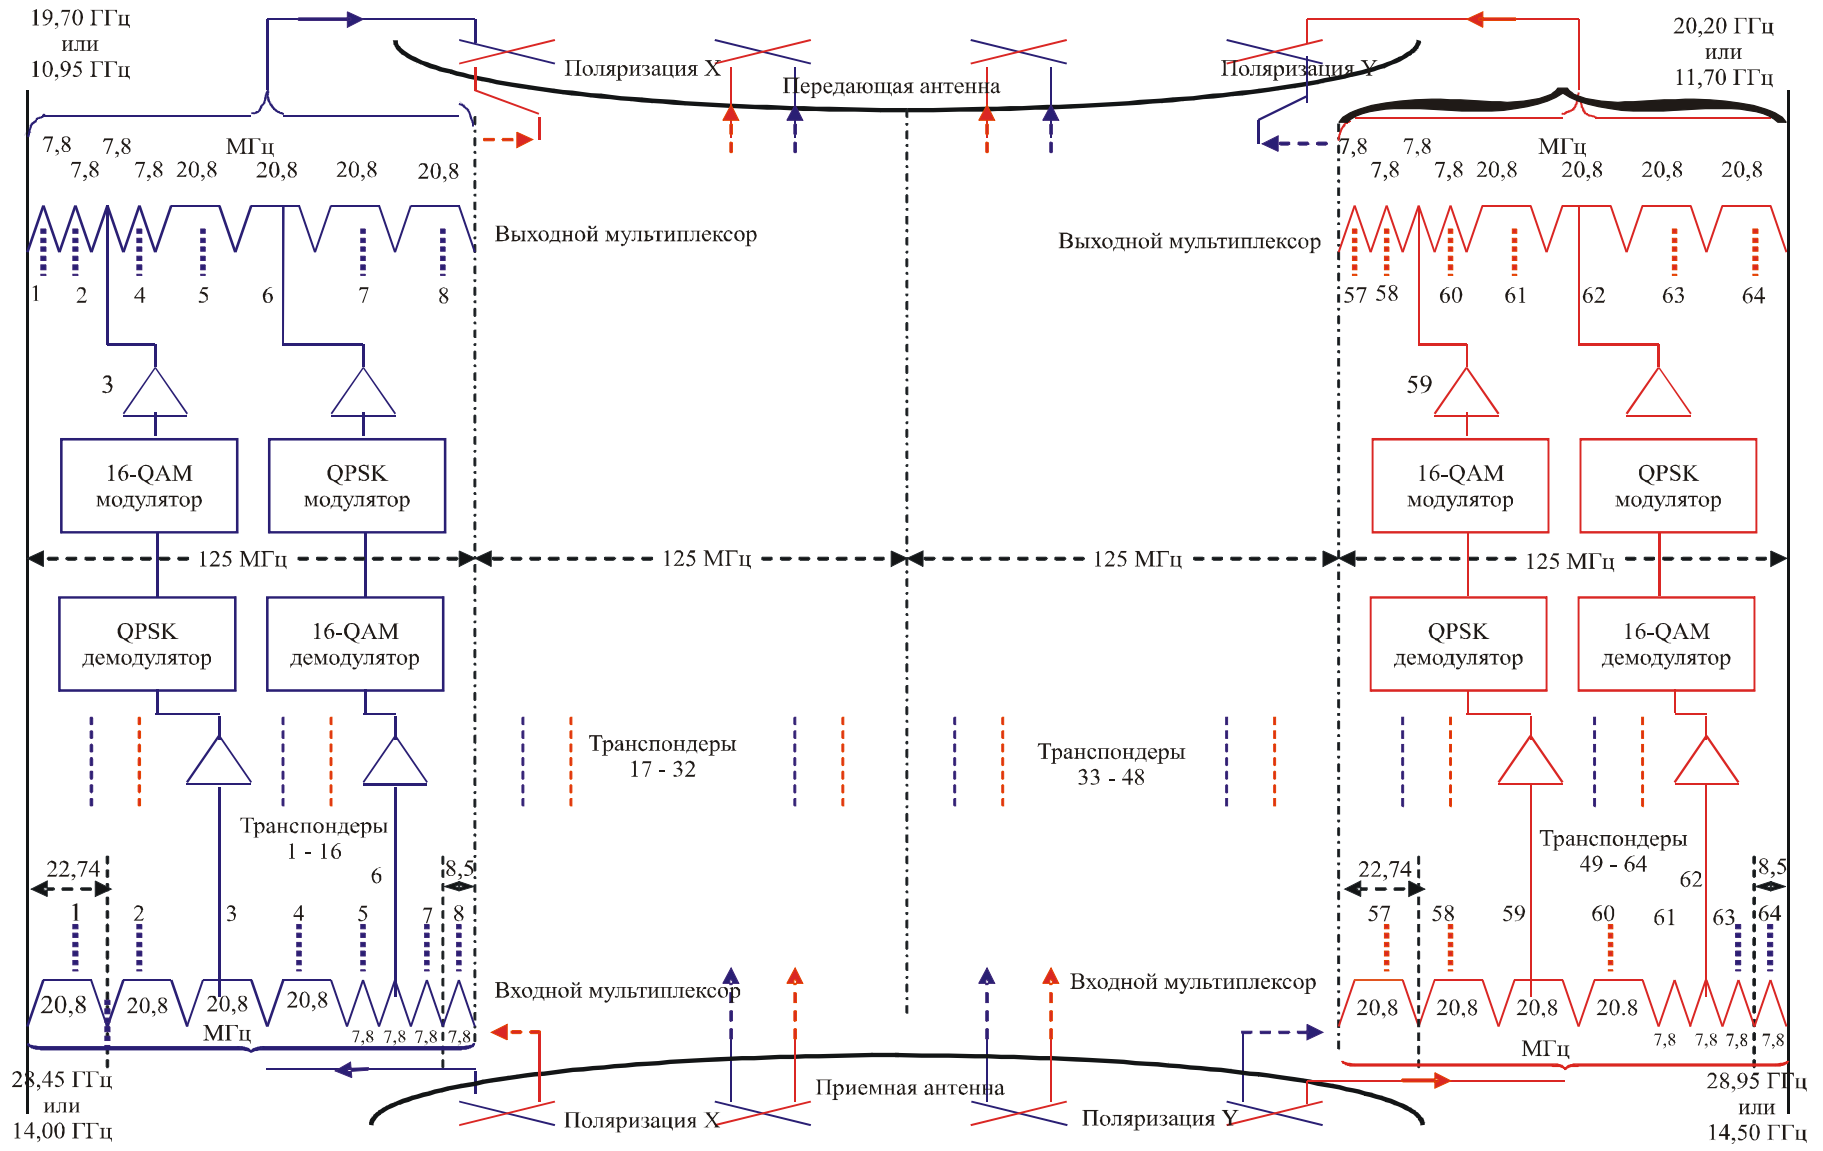 19,70 ГГц
или
10,95 ГГц
20,20 ГГц
или
11,70 ГГц
Поляризация X
Передающая антенна
Поляризация Y
7,8
7,8
МГц
7,8
7,8
20,8
20,8
20,8
20,8
7,8
7,8
МГц
7,8
7,8
20,8
20,8
20,8
20,8
Выходной мультиплексор
Выходной мультиплексор
1
2
4
5
6
7
8
57
58
60
61
62
63
64
3
59
16-QAM
модулятор
QPSK
модулятор
16-QAM
модулятор
QPSK
модулятор
125 МГц
125 МГц
125 МГц
125 МГц
QPSK
демодулятор
16-QAM
демодулятор
QPSK
демодулятор
16-QAM
демодулятор
Транспондеры
17 - 32
Транспондеры
33 - 48
Транспондеры
1 - 16
Транспондеры
49 - 64
22,74
6
8,5
22,74
62
8,5
1
2
3
4
5
7
8
57
58
59
60
61
63
64
Входной мультиплексор
Входной мультиплексор
20,8
20,8
20,8
20,8
20,8
20,8
20,8
20,8
МГц
7,8
7,8
7,8
7,8
МГц
7,8
7,8
7,8
7,8
28,45 ГГц
или
14,00 ГГц
Приемная антенна
28,95 ГГц
или
14,50 ГГц
Поляризация X
Поляризация Y